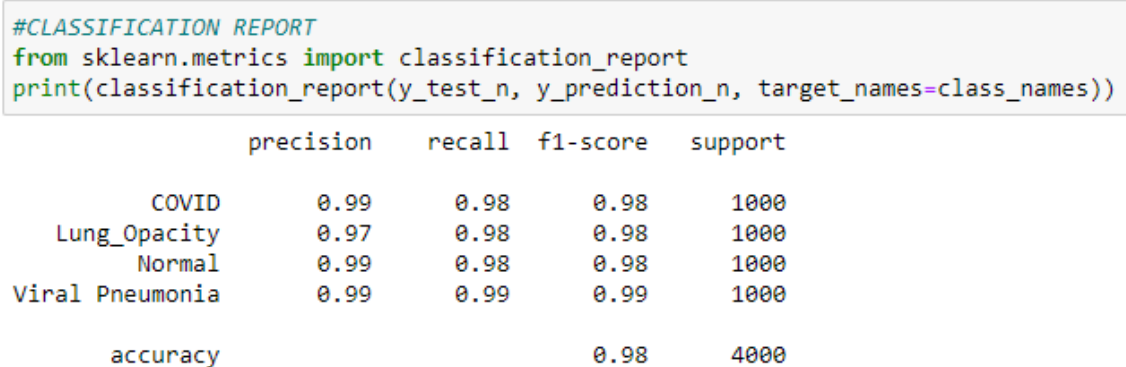 #CLASSIFICATION REPORT
from sklearn.metrics import classification_report
print(classification_report(y_test_n, y_prediction_n, target_names=class_names))
precision recall f1-score support
COVID 0.99 0.98 0.98 1000
Lung_Opacity 0.97 0.98 0.98 1000
Normal 0.99 0.98 0.98 1000
Viral Pneumonia 0.99 0.99 0.99 1000
accuracy 0.98 4000